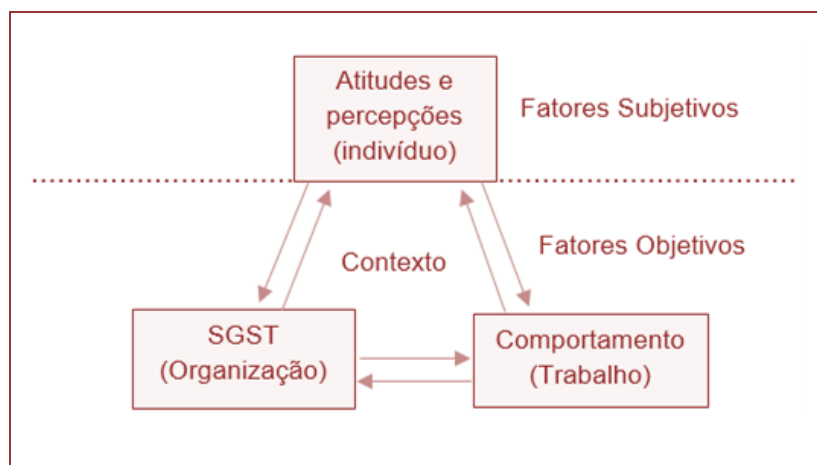 Atitudes e
percepções
(indivíduo)
Fatores Subjetivos
Fatores Objetivos
Contexto
SGST
(Organização)
Comportamento
(Trabalho)